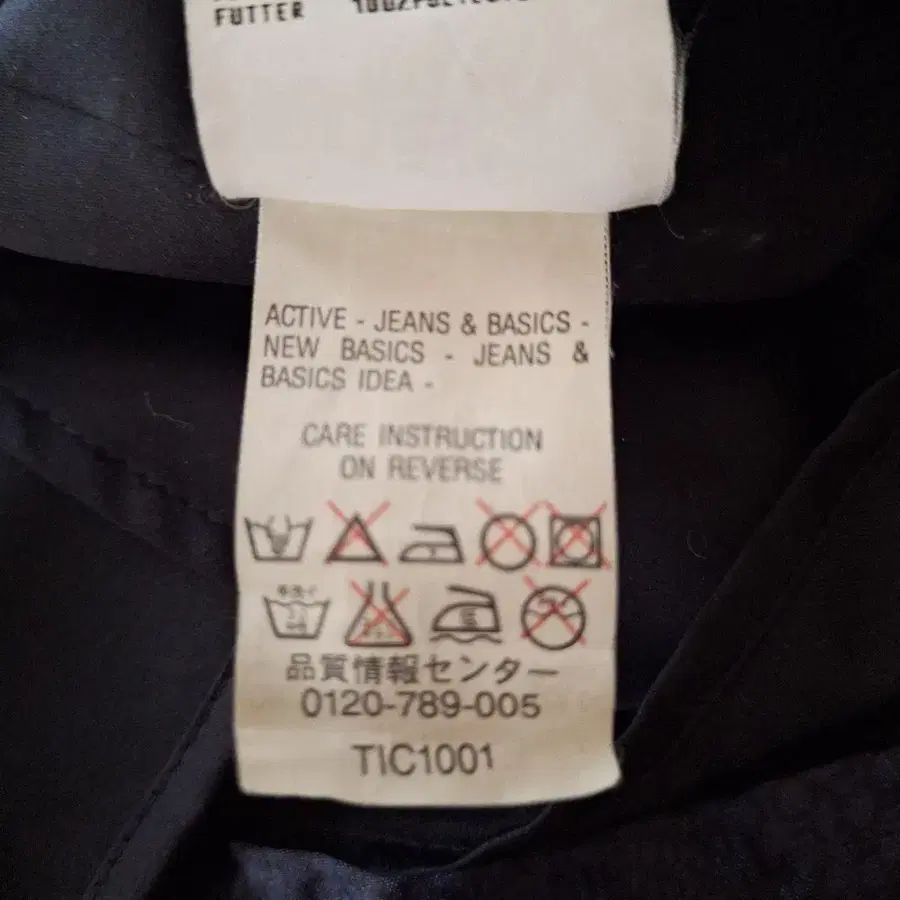 FUTTER
ACTIVE - JEANS & BASICS -
NEW BASICS - JEANS &
BASICS IDEA -
CARE INSTRUCTION
ON REVERSE
品質情報センター
0120-789-005
TIC1001